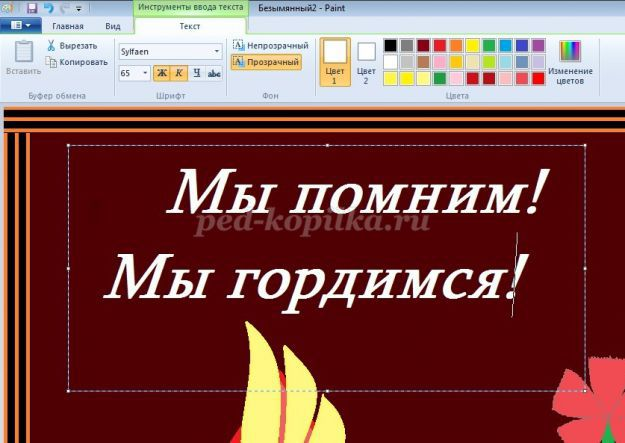 Инструменты ввода текста
Безымянный2 - Paint
Главная
Вид
Текст
Вставить
Вырезать
Копировать
Буфер обмена
Sylfaen
65
Ж К Ч abc
Шрифт
Непрозрачный
Прозрачный
Фон
Цвет 1
Цвет 2
Изменение цветов
Цвета
Мы помним!
ped-kopilka.ru
Мы гордимся!